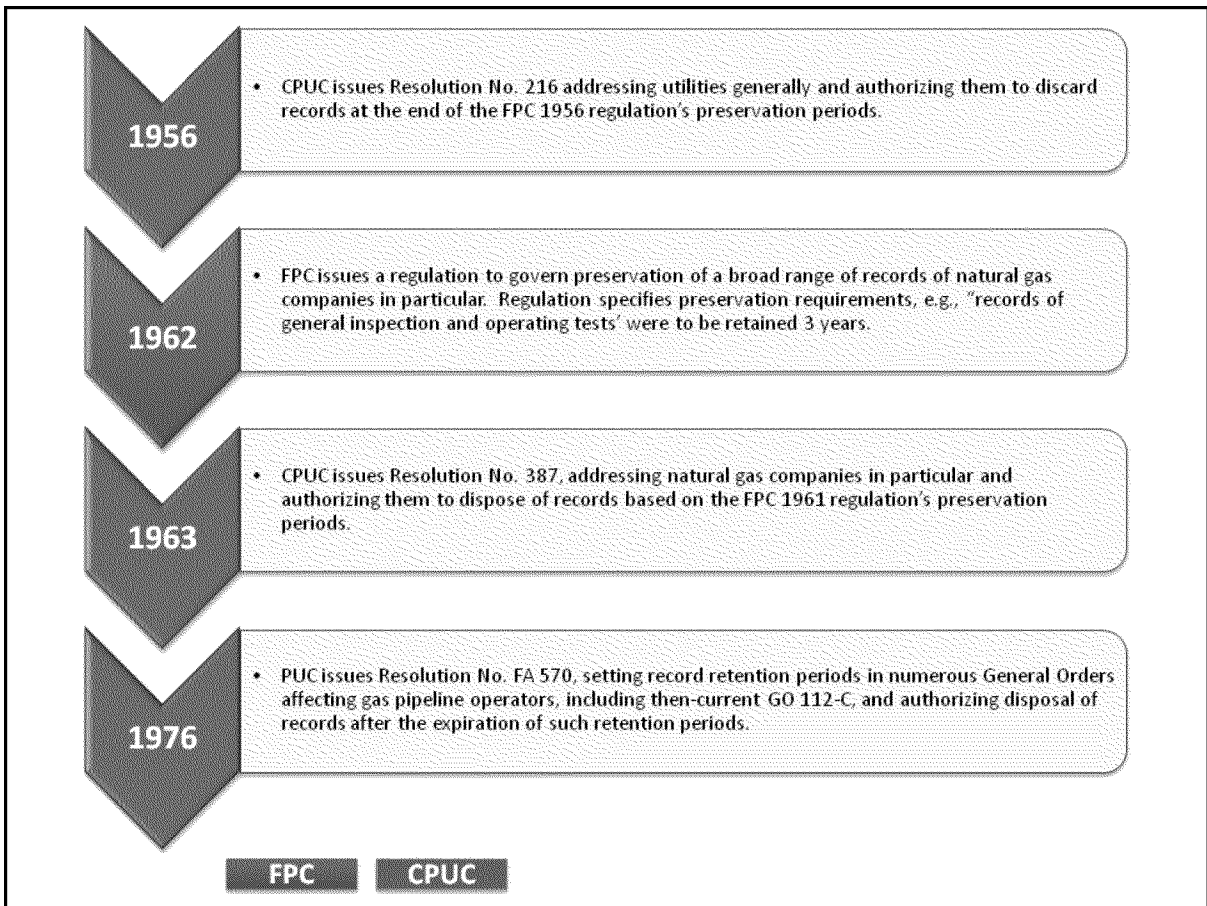 1956
• CPUC issues Resolution No. 216 addressing utilities generally and authorizing them to discard
records at the end of the FPC 1956 regulation's preservation periods.
1962
• FPC issues a regulation to govern preservation of a broad range of records of natural gas
companies in particular. Regulation specifies preservation requirements, e.g., "records of
general inspection and operating tests' were to be retained 3 years.
1963
• CPUC issues Resolution No. 387, addressing natural gas companies in particular and
authorizing them to dispose of records based on the FPC 1961 regulation's preservation
periods.
1976
• PUC issues Resolution No. FA 570, setting record retention periods in numerous General Orders
affecting gas pipeline operators, including then-current GO 112-C, and authorizing disposal of
records after the expiration of such retention periods.
FPC CPUC